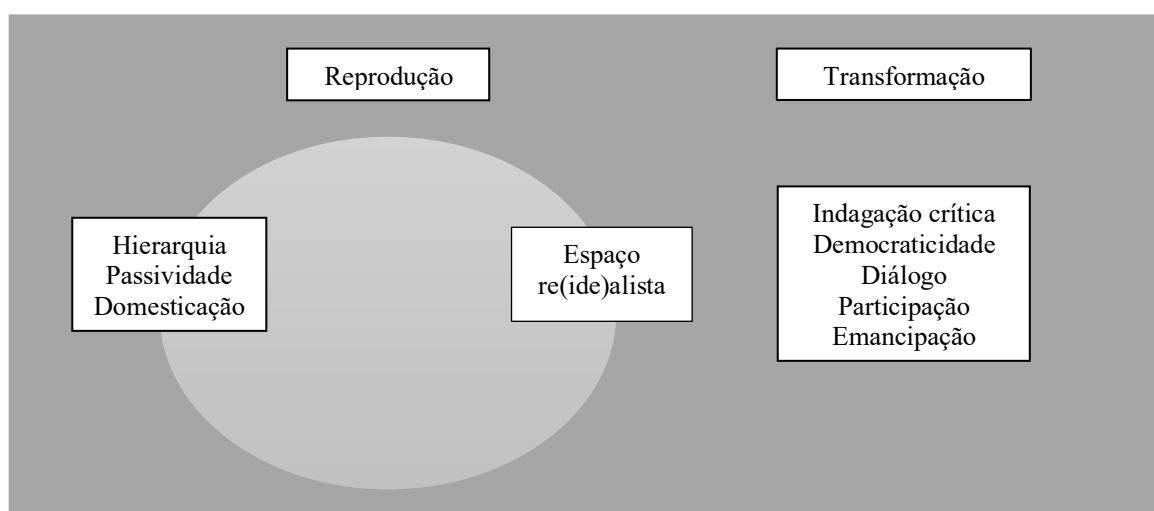 Reprodução
Transformação
Hierarquia
Passividade
Domesticação
Espaço
re(ide)alista
Indagação crítica
Democraticidade
Diálogo
Participação
Emancipação